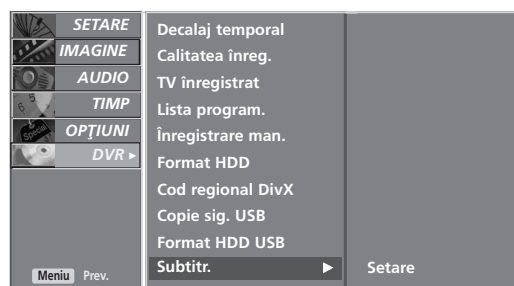 SETARE
IMAGINE
AUDIO
TIMP
OPŢIUNI
DVR ►
Meniu Prev.
Decalaj temporal
Calitatea înreg.
TV înregistrat
Lista program.
Înregistrare man.
Format HDD
Cod regional DivX
Copie sig. USB
Format HDD USB
Subtitr. ►
Setare